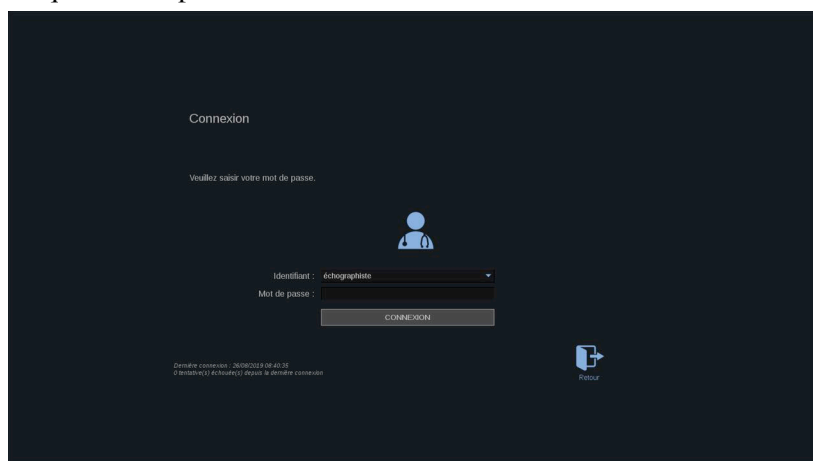 Connexion
Veuillez saisir votre mot de passe.
Identifiant : échographiste
Mot de passe :
CONNEXION
Dernière connexion : 26/08/2019 08:40:35
0 tentative(s) échouée(s) depuis la dernière connexion
Retour